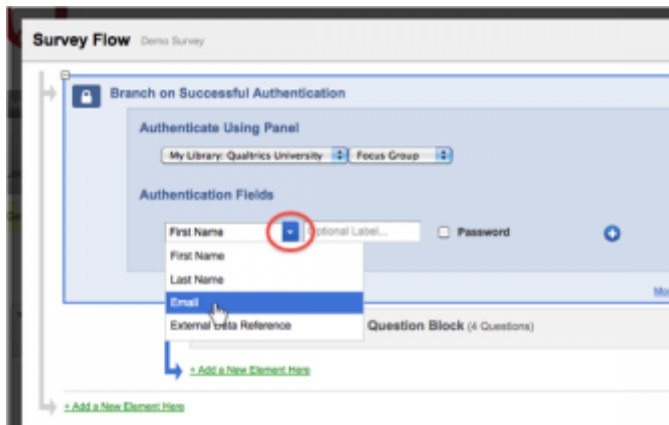 Survey Flow Demo Survey
Branch on Successful Authentication
Authenticate Using Panel
My Library: Qualtrics University Focus Group
Authentication Fields
First Name Optional Label... Password
First Name
Last Name
Email
External Data Reference
Question Block (4 Questions)
+ Add a New Element Here
+ Add a New Element Here